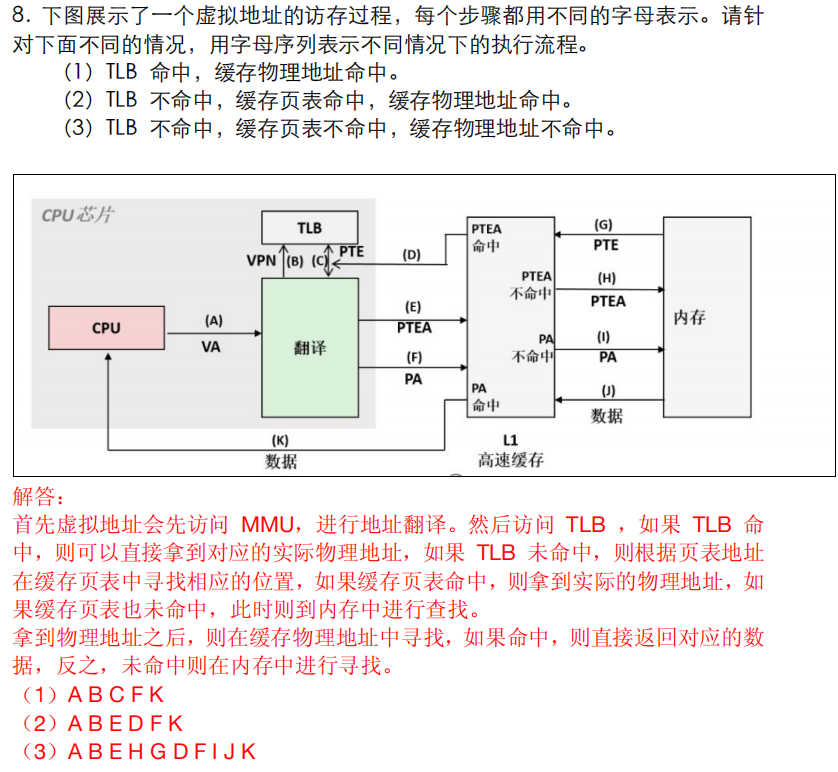 8. 下图展示了一个虚拟地址的访存过程，每个步骤都用不同的字母表示。请针
对下面不同的情况，用字母序列表示不同情况下的执行流程。
（1）TLB 命中，缓存物理地址命中。
（2）TLB 不命中，缓存页表命中，缓存物理地址命中。
（3）TLB 不命中，缓存页表不命中，缓存物理地址不命中。
CPU芯片
TLB
VPN (B) (C) PTE
(D)
PTEA
命中
(G)
PTE
PTEA
不命中
(H)
PTEA
CPU
(A)
VA
翻译
(E)
PTEA
内存
(F)
PA
PA
不命中
(I)
PA
PA
命中
(J)
数据
(K)
数据
L1
高速缓存
解答：
首先虚拟地址会先访问 MMU，进行地址翻译。然后访问 TLB ，如果 TLB 命
中，则可以直接拿到对应的实际物理地址，如果 TLB 未命中，则根据页表地址
在缓存页表中寻找相应的位置，如果缓存页表命中，则拿到实际的物理地址，如
果缓存页表也未命中，此时则到内存中进行查找。
拿到物理地址之后，则在缓存物理地址中寻找，如果命中，则直接返回对应的数
据，反之，未命中则在内存中进行寻找。
（1）A B C F K
（2）A B E D F K
（3）A B E H G D F I J K